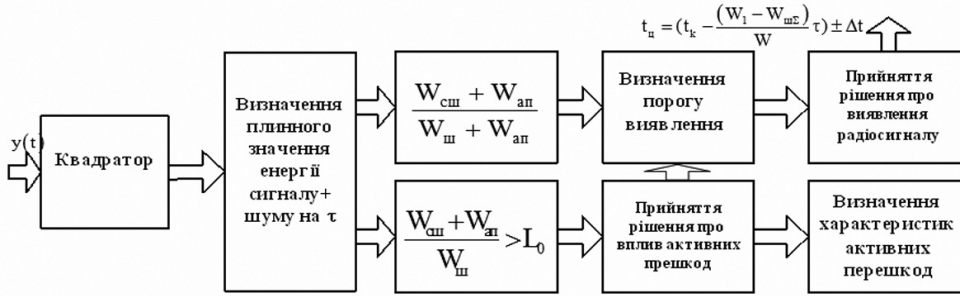 t_ц = (t_k − (W_1 − W_шΣ)/W τ) ± Δt
y(t)
Квадратор
Визначення
плинного
значення
енергії
сигналу+
шуму на τ
W_сш + W_ап
W_ш + W_ап
Визначення
порогу
виявлення
Прийняття
рішення про
виявлення
радіосигналу
W_сш + W_ап
W_ш
> L_0
Прийняття
рішення про
вплив активних
прешкод
Визначення
характеристик
активних
перешкод